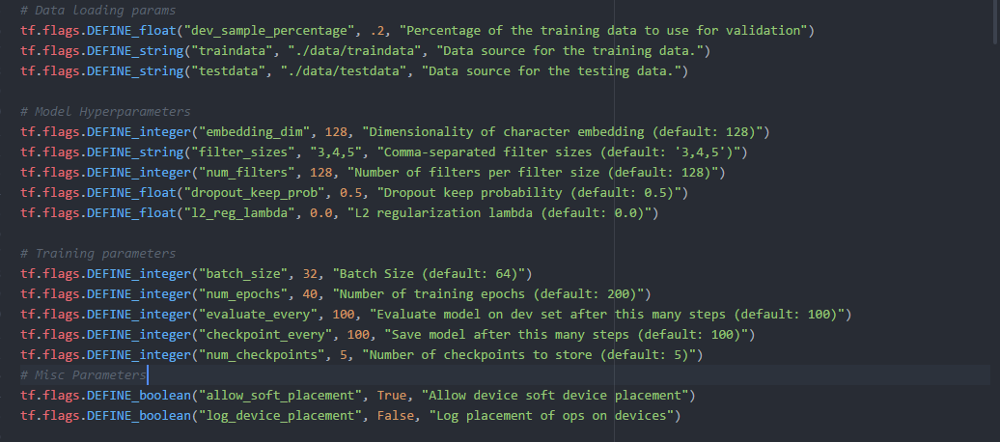 # Data loading params
tf.flags.DEFINE_float("dev_sample_percentage", .2, "Percentage of the training data to use for validation")
tf.flags.DEFINE_string("traindata", "./data/traindata", "Data source for the training data.")
tf.flags.DEFINE_string("testdata", "./data/testdata", "Data source for the testing data.")
# Model Hyperparameters
tf.flags.DEFINE_integer("embedding_dim", 128, "Dimensionality of character embedding (default: 128)")
tf.flags.DEFINE_string("filter_sizes", "3,4,5", "Comma-separated filter sizes (default: '3,4,5')")
tf.flags.DEFINE_integer("num_filters", 128, "Number of filters per filter size (default: 128)")
tf.flags.DEFINE_float("dropout_keep_prob", 0.5, "Dropout keep probability (default: 0.5)")
tf.flags.DEFINE_float("l2_reg_lambda", 0.0, "L2 regularization lambda (default: 0.0)")
# Training parameters
tf.flags.DEFINE_integer("batch_size", 32, "Batch Size (default: 64)")
tf.flags.DEFINE_integer("num_epochs", 40, "Number of training epochs (default: 200)")
tf.flags.DEFINE_integer("evaluate_every", 100, "Evaluate model on dev set after this many steps (default: 100)")
tf.flags.DEFINE_integer("checkpoint_every", 100, "Save model after this many steps (default: 100)")
tf.flags.DEFINE_integer("num_checkpoints", 5, "Number of checkpoints to store (default: 5)")
# Misc Parameters
tf.flags.DEFINE_boolean("allow_soft_placement", True, "Allow device soft device placement")
tf.flags.DEFINE_boolean("log_device_placement", False, "Log placement of ops on devices")